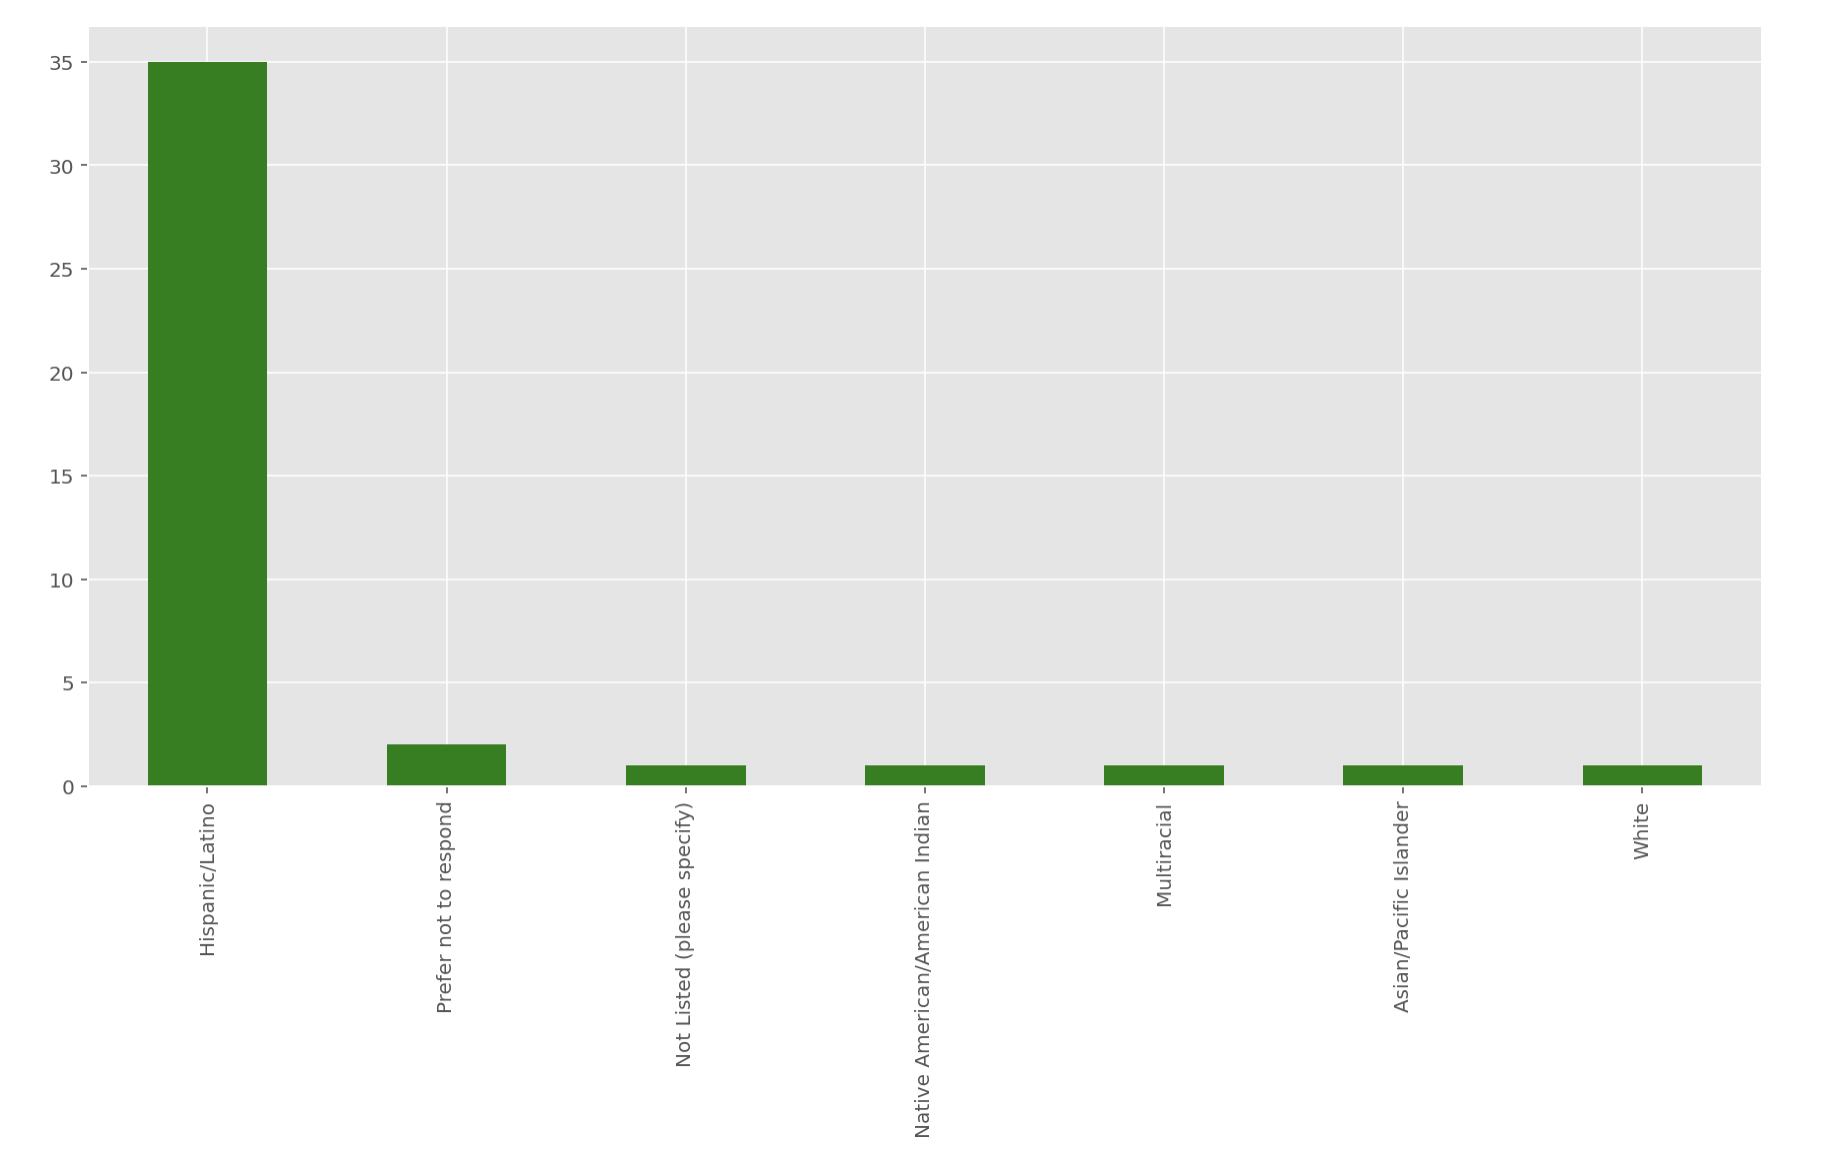 35
30
25
20
15
10
5
0
Hispanic/Latino
Prefer not to respond
Not Listed (please specify)
Native American/American Indian
Multiracial
Asian/Pacific Islander
White